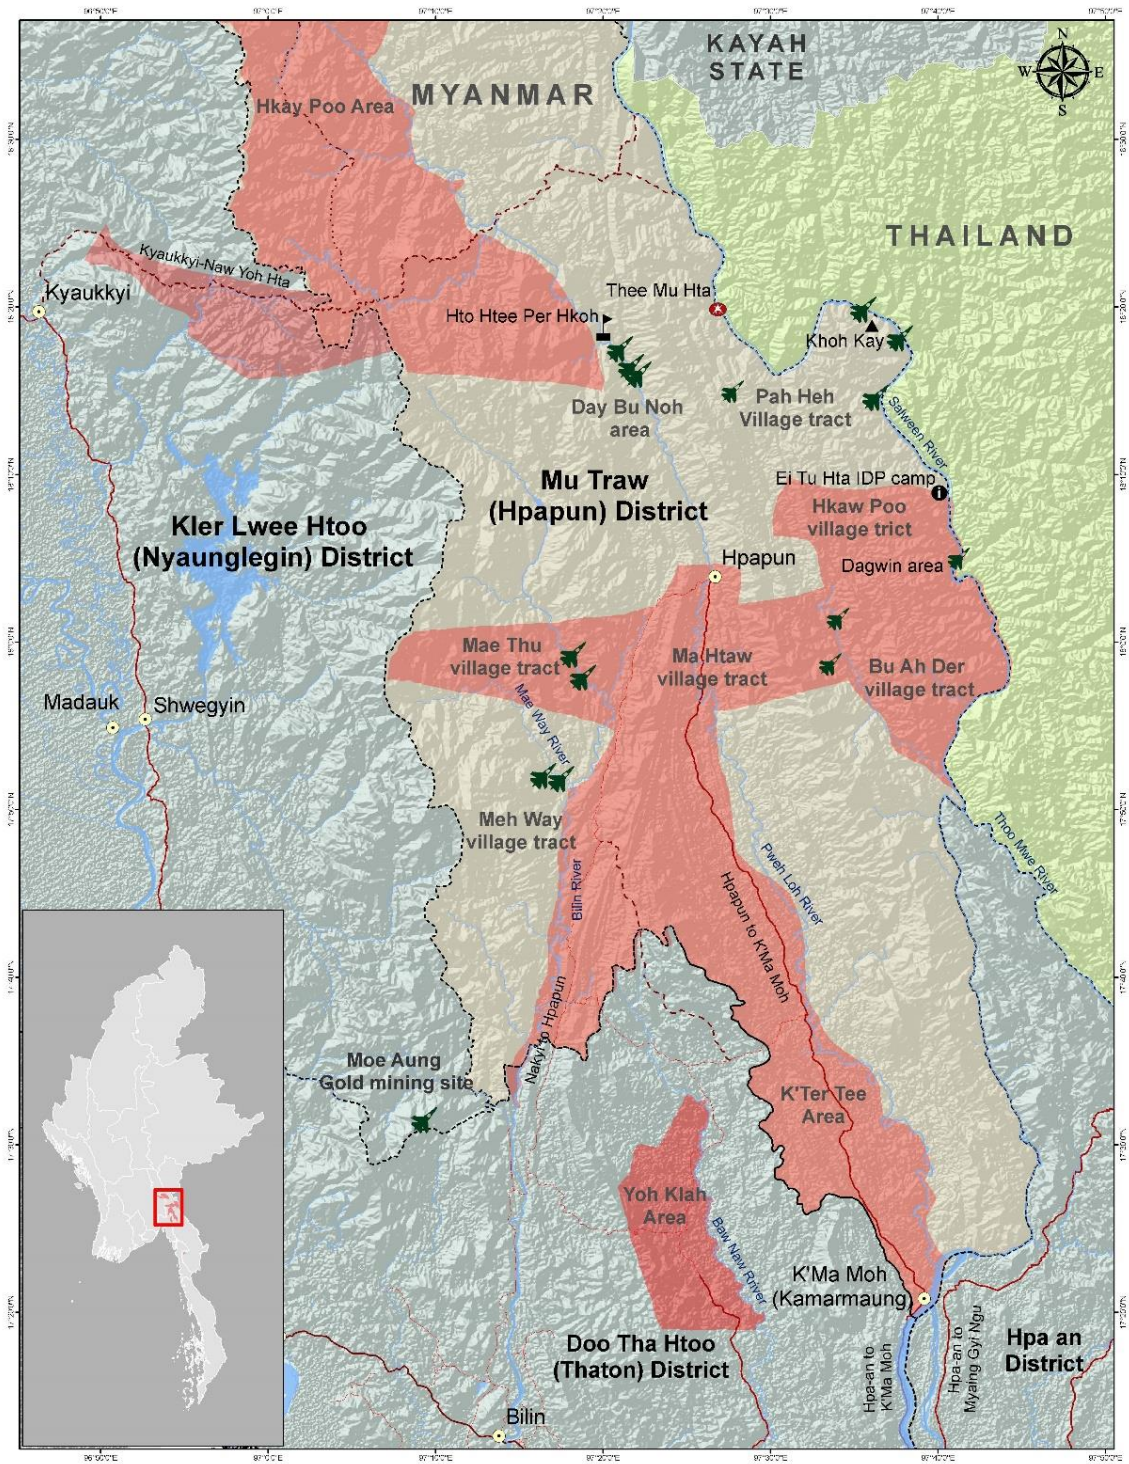 KAYAH
STATE
N
W E
S
MYANMAR
Hkay Poo Area
THAILAND
Kyaukkyi-Naw Yoh Hta
Kyaukkyi
Thee Mu Hta
Hto Htee Per Hkoh
Khoh Kay
Day Bu Noh
area
Pah Heh
Village tract
Salween River
Ei Tu Hta IDP camp
Mu Traw
(Hpapun) District
Hkaw Poo
village trict
Kler Lwee Htoo
(Nyaunglegin) District
Hpapun
Dagwin area
Mae Thu
village tract
Ma Htaw
village tract
Bu Ah Der
village tract
Madauk
Shwegyin
Mae Way River
Meh Way
village tract
Thoo Mwe River
Pweh Loh River
Bilin River
Hpapun to K'Ma Moh
Nakyi to Hpapun
Moe Aung
Gold mining site
K'Ter Tee
Area
Yoh Klah
Area
Baw Naw Rriver
K'Ma Moh
(Kamarmaung)
Doo Tha Htoo
(Thaton) District
Hpa-an to
K'Ma Moh
Hpa-an to
Myaing Gyi Ngu
Hpa an
District
Bilin